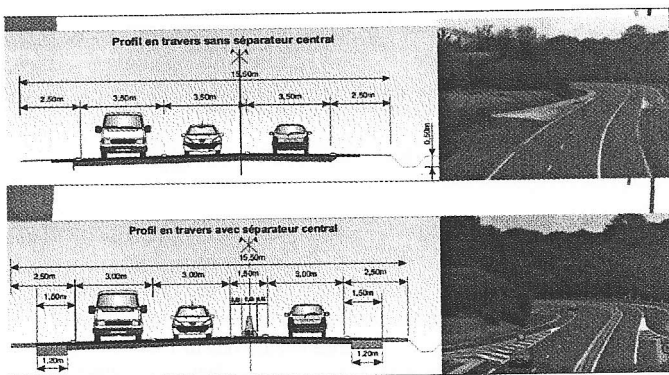 Profil en travers sans séparateur central
15,50m
2,50m 3,50m 3,50m 3,50m 2,50m
0,50m
Profil en travers avec séparateur central
15,50m
2,50m 3,00m 3,00m 1,50m 3,00m 2,50m
1,50m 1,50m
1,20m 1,20m